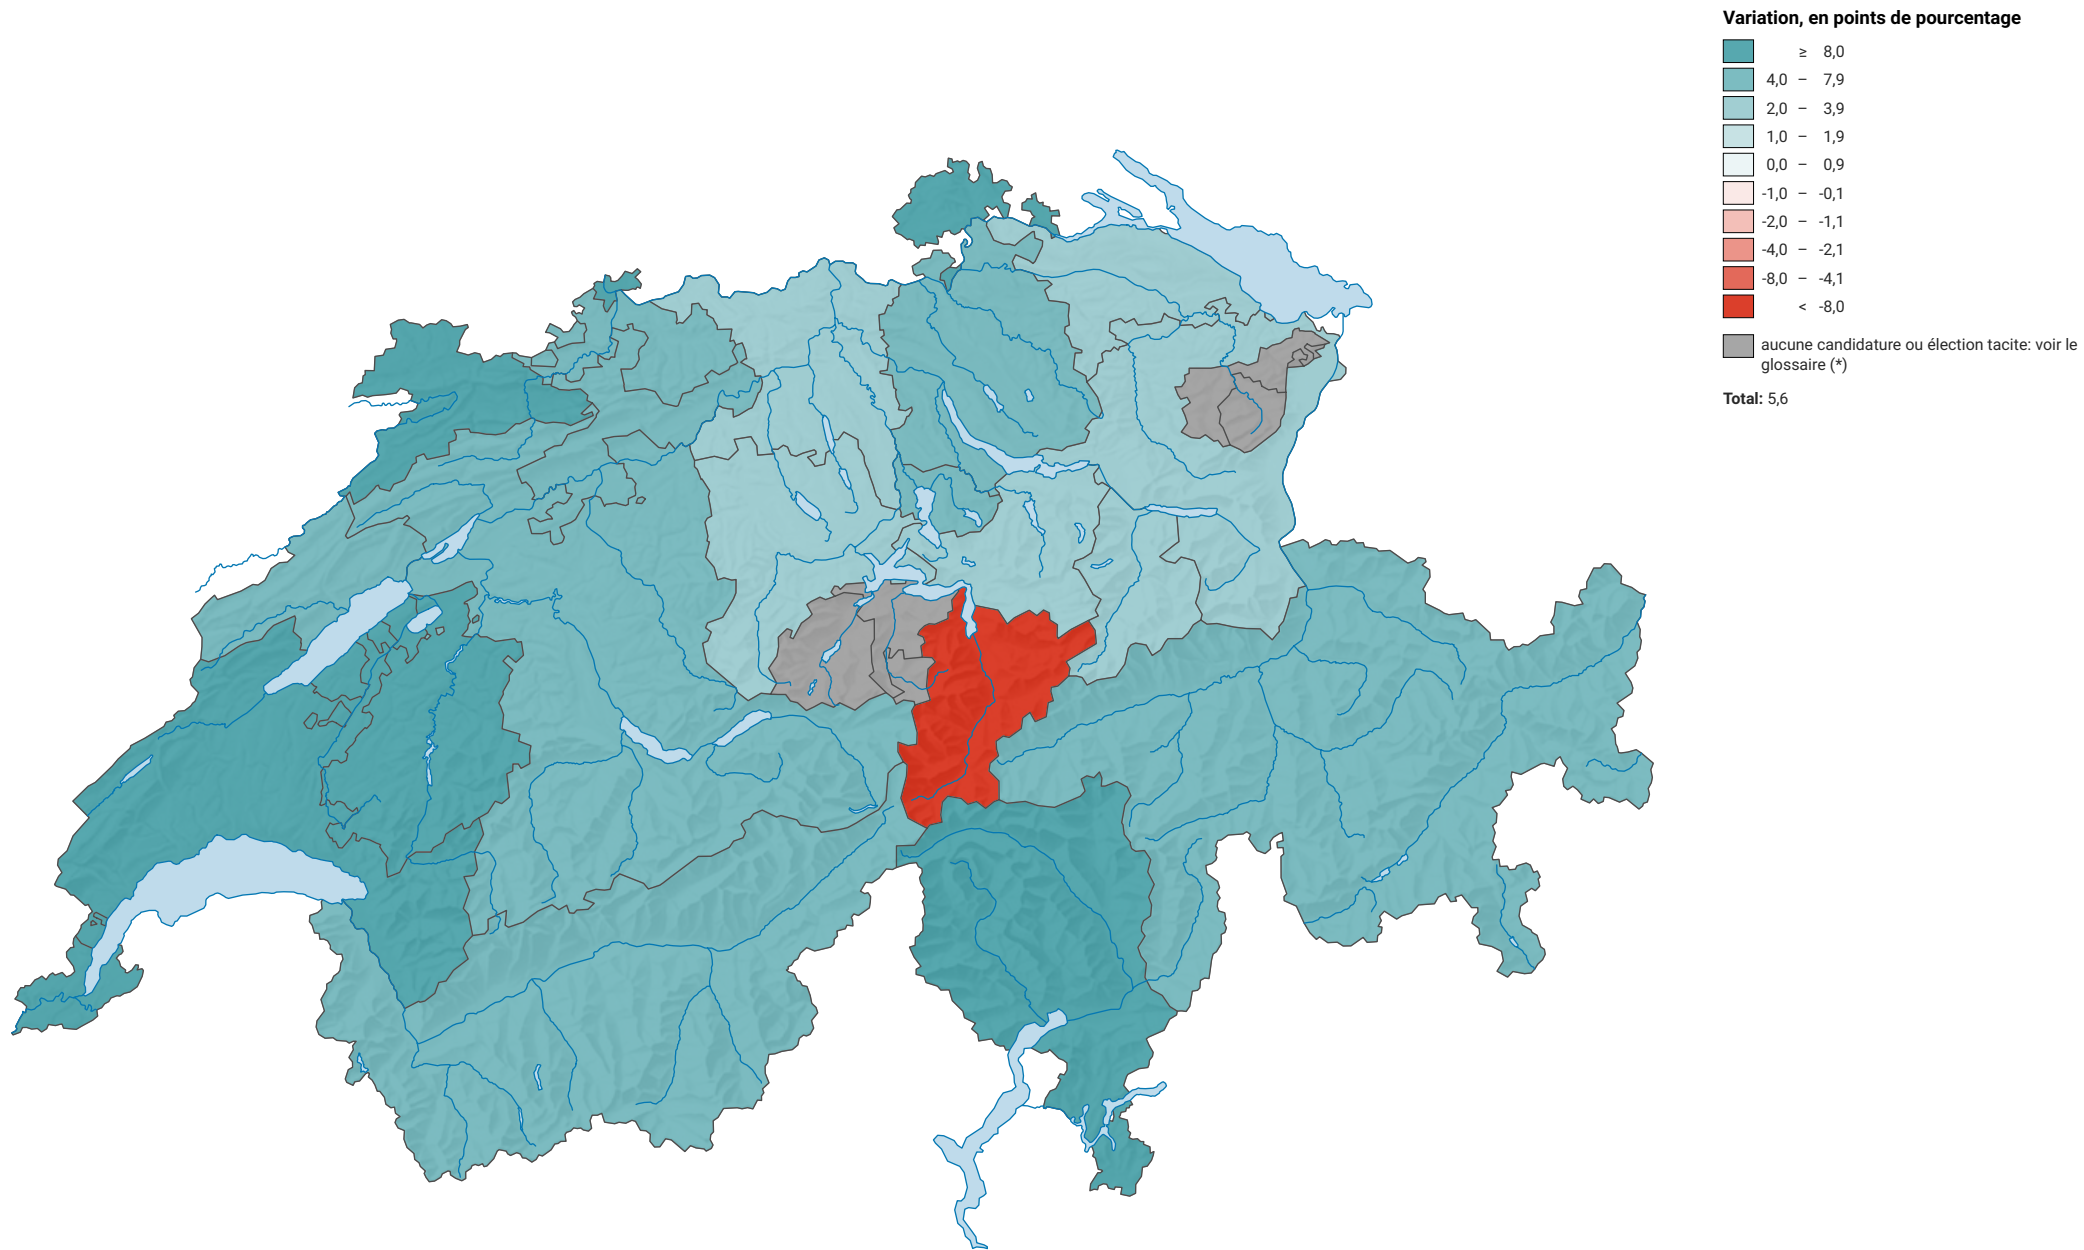 Variation, en points de pourcentage
≥ 8,0
4,0 – 7,9
2,0 – 3,9
1,0 – 1,9
0,0 – 0,9
-1,0 – -0,1
-2,0 – -1,1
-4,0 – -2,1
-8,0 – -4,1
< -8,0
aucune candidature ou élection tacite: voir le
glossaire (*)
Total: 5,6